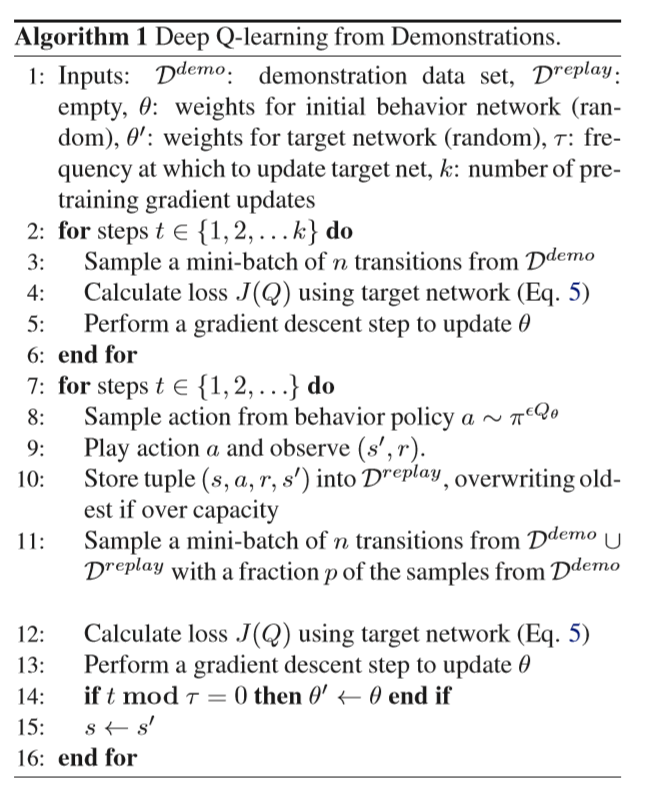 Algorithm 1 Deep Q-learning from Demonstrations.
1: Inputs: 𝒟^demo: demonstration data set, 𝒟^replay:
empty, θ: weights for initial behavior network (ran-
dom), θ′: weights for target network (random), τ: fre-
quency at which to update target net, k: number of pre-
training gradient updates
2: for steps t ∈ {1, 2, . . . k} do
3: Sample a mini-batch of n transitions from 𝒟^demo
4: Calculate loss J(Q) using target network (Eq. 5)
5: Perform a gradient descent step to update θ
6: end for
7: for steps t ∈ {1, 2, . . .} do
8: Sample action from behavior policy a ∼ π^ϵQ_θ
9: Play action a and observe (s′, r).
10: Store tuple (s, a, r, s′) into 𝒟^replay, overwriting old-
est if over capacity
11: Sample a mini-batch of n transitions from 𝒟^demo ∪
𝒟^replay with a fraction p of the samples from 𝒟^demo
12: Calculate loss J(Q) using target network (Eq. 5)
13: Perform a gradient descent step to update θ
14: if t mod τ = 0 then θ′ ← θ end if
15: s ← s′
16: end for